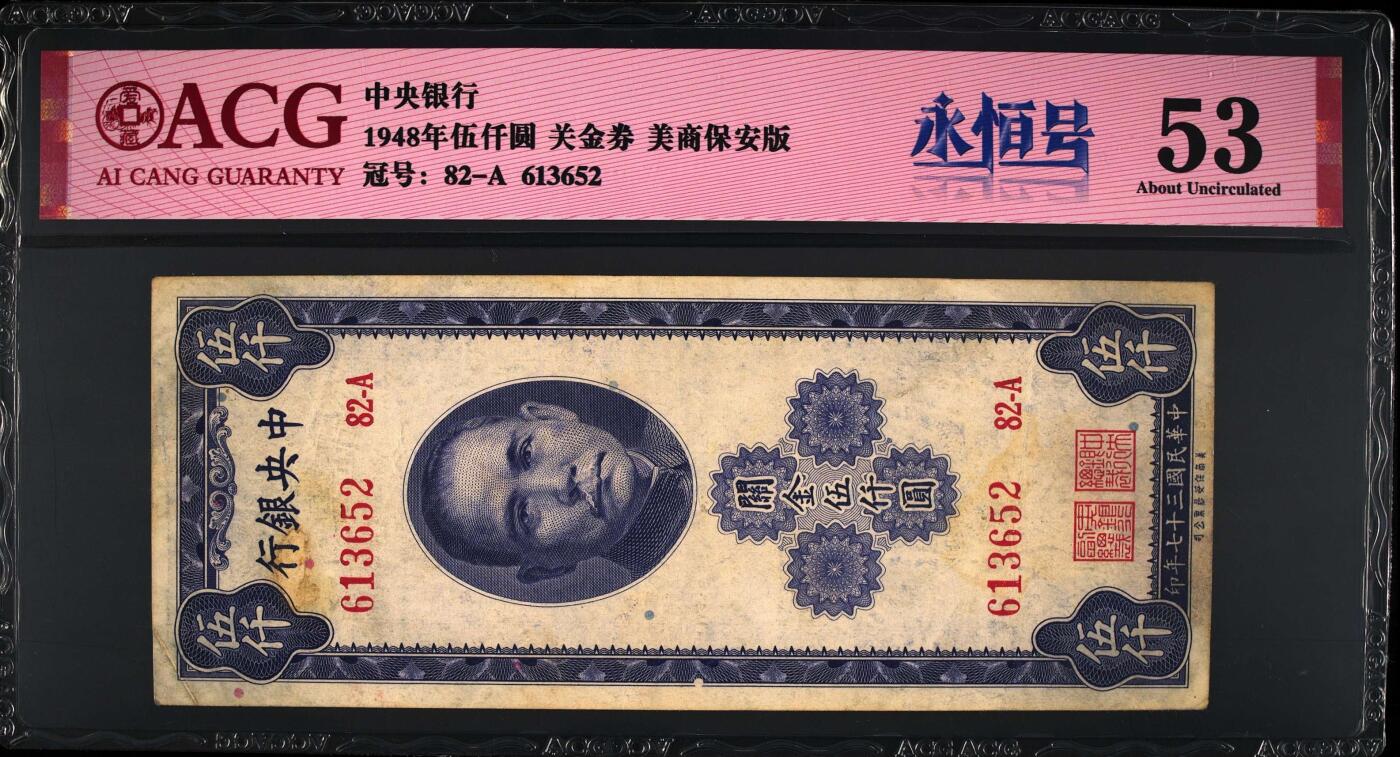 ACG
AI CANG GUARANTY
中央银行
1948年伍仟圓 关金券 美商保安版
冠号：82-A 613652
永恒号
53
About Uncirculated
伍仟
伍仟
中央銀行
伍仟
伍仟
82-A
613652
關金伍仟圓
82-A
613652
中華民國三十七年印